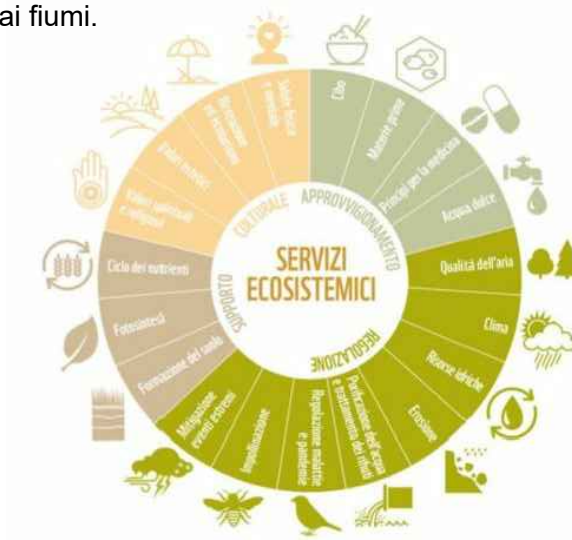 ai fiumi.
SERVIZI
ECOSISTEMICI
APPROVVIGIONAMENTO
Cibo
Materie prime
Principi per la medicina
Acqua dolce
REGOLAZIONE
Qualità dell'aria
Clima
Risorse idriche
Erosione
Purificazione dell'acqua
e trattamento dei rifiuti
Regolazione malattie
e pandemie
Impollinazione
Mitigazione
eventi estremi
SUPPORTO
Formazione del suolo
Fotosintesi
Ciclo dei nutrienti
CULTURALE
Valori spirituali
e religiosi
Valori estetici
Ricreazione
ed ecoturismo
Salute fisica
e mentale